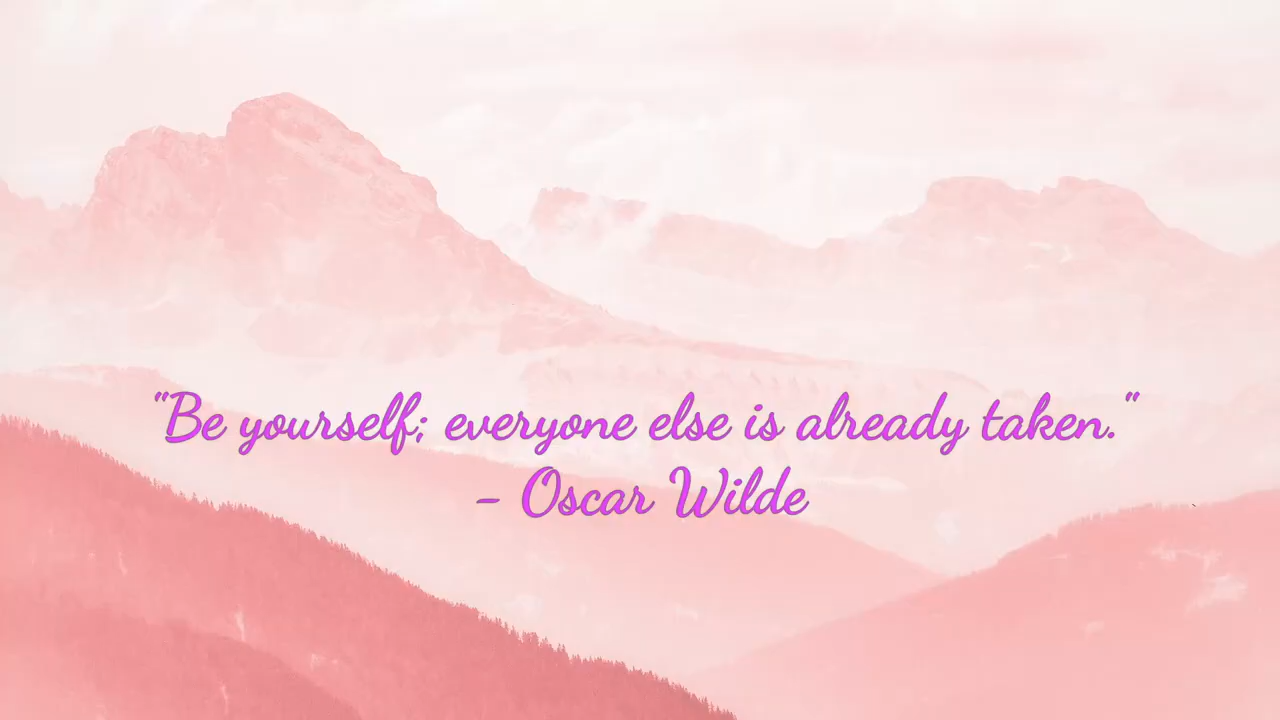 “Be yourself; everyone else is already taken.“
- Oscar Wilde